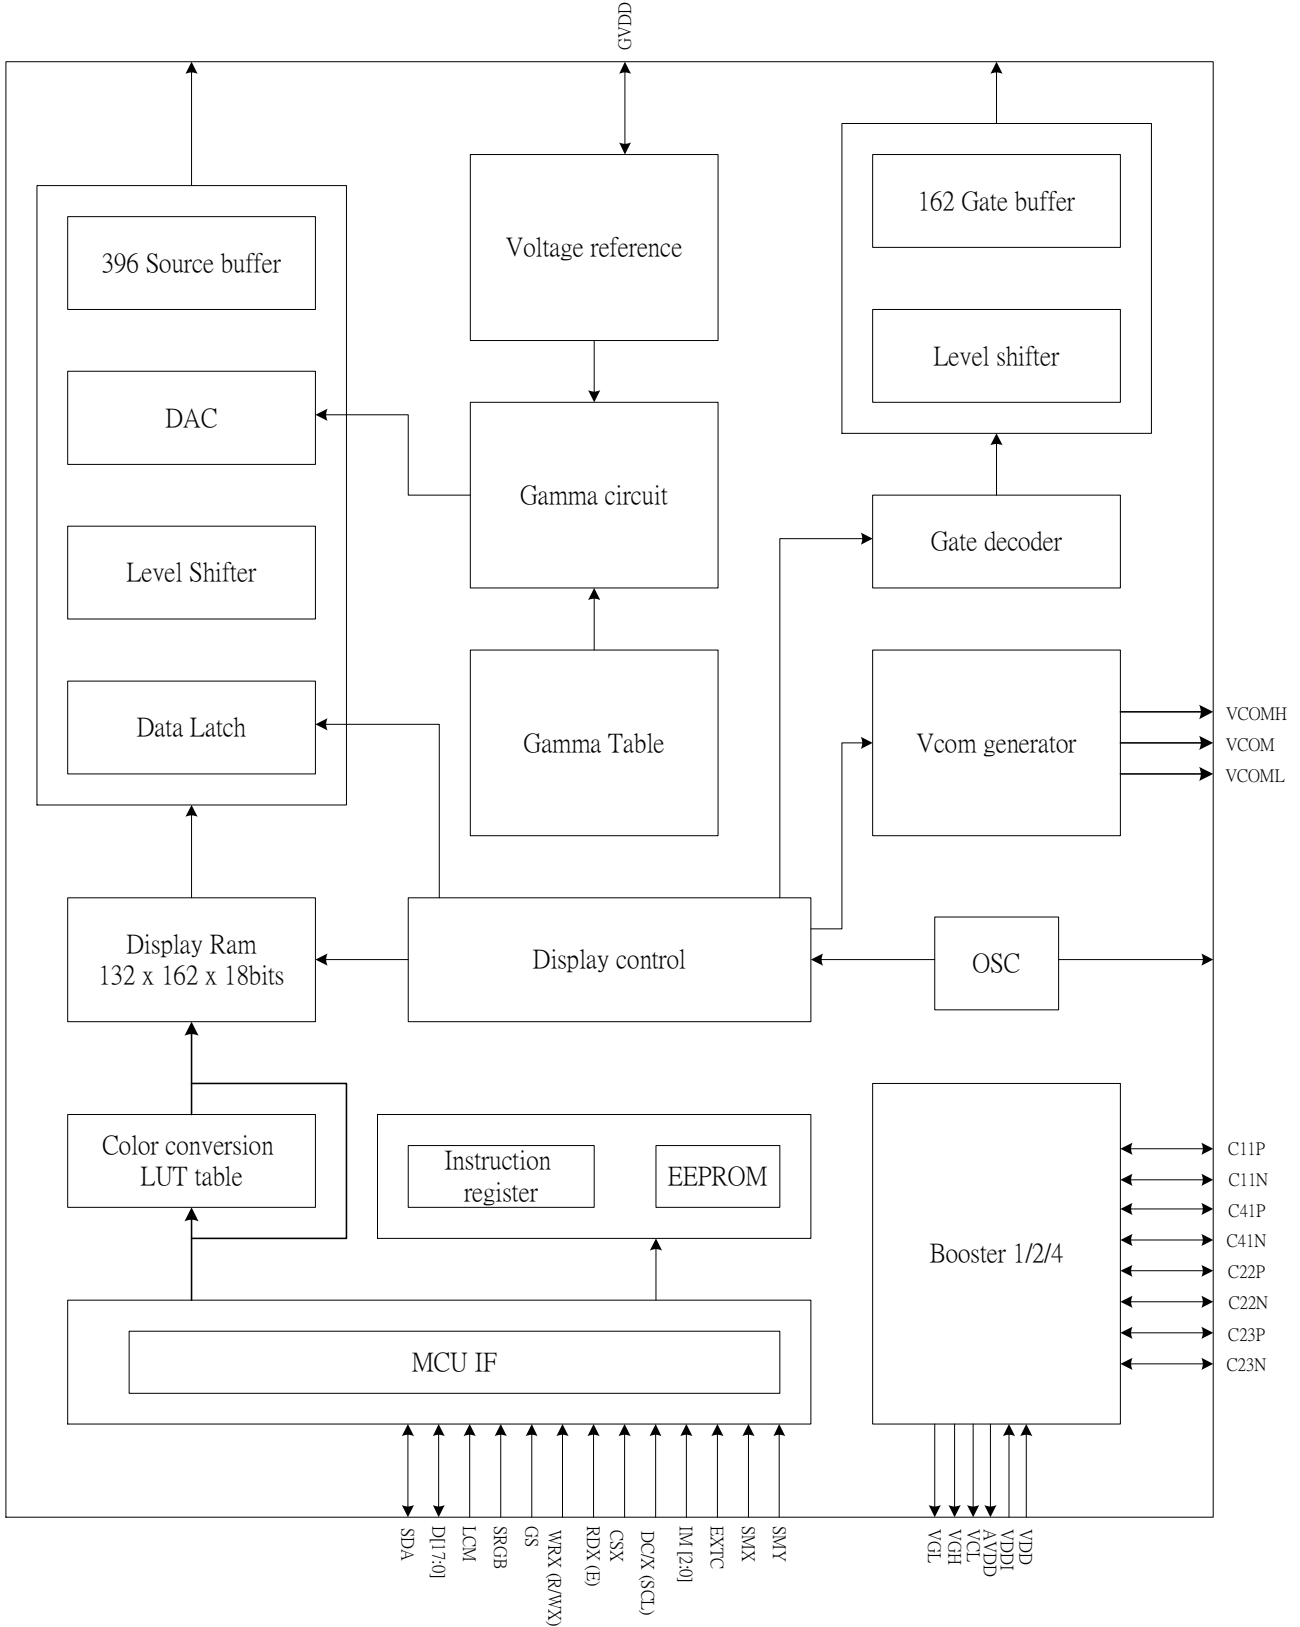 GVDD
162 Gate buffer
Voltage reference
396 Source buffer
Level shifter
DAC
Gamma circuit
Gate decoder
Level Shifter
VCOMH
Data Latch
Gamma Table
Vcom generator
VCOM
VCOML
Display Ram
132 x 162 x 18bits
Display control
OSC
Color conversion
LUT table
Instruction
register
EEPROM
C11P
C11N
C41P
C41N
Booster 1/2/4
C22P
C22N
C23P
C23N
MCU IF
SDA
D[17:0]
LCM
SRGB
GS
WRX (R/WX)
RDX (E)
CSX
DC/X (SCL)
IM [2:0]
EXTC
SMX
SMY
VGL
VGH
VCL
AVDD
VDDI
VDD